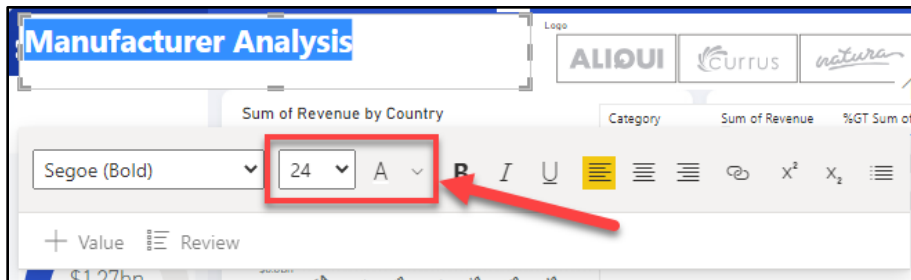 Manufacturer Analysis
Logo
ALIQUI
currus
natura
Sum of Revenue by Country
Category Sum of Revenue %GT Sum of
Segoe (Bold) 24 A B I U x² x₂
+ Value Review
$1.27bn